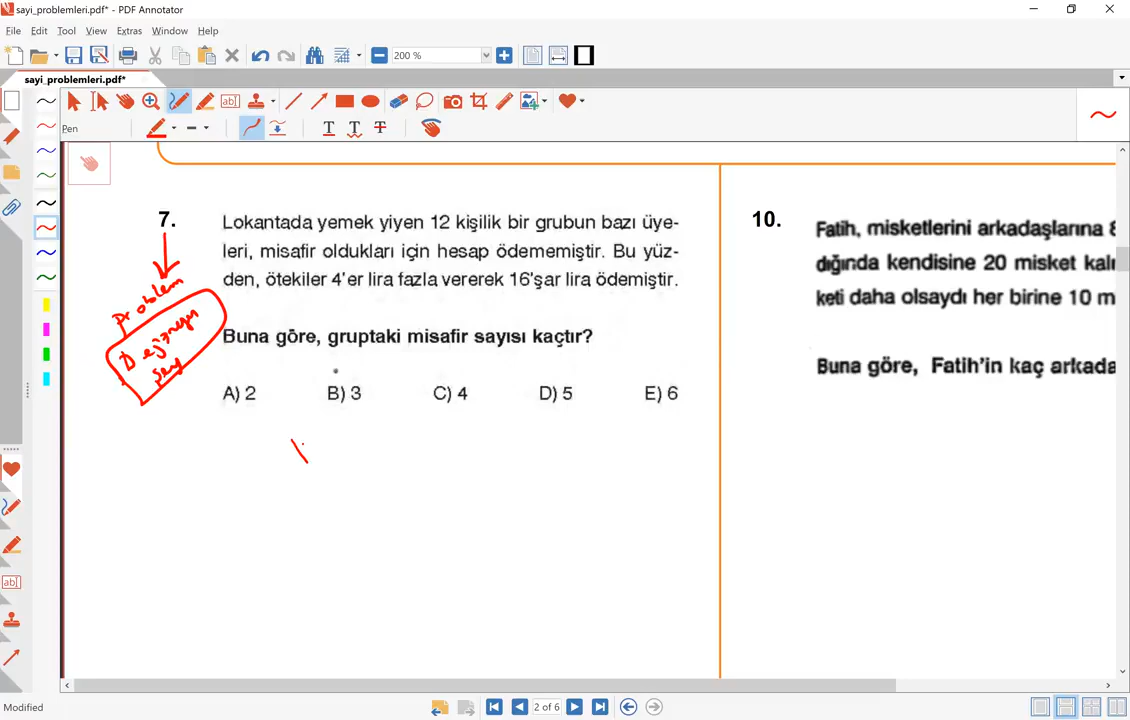 sayi_problemleri.pdf* - PDF Annotator
File Edit Tool View Extras Window Help
200 %
sayi_problemleri.pdf*
Pen
7.
Lokantada yemek yiyen 12 kişilik bir grubun bazı üye-
leri, misafir oldukları için hesap ödememiştir. Bu yüz-
den, ötekiler 4'er lira fazla vererek 16'şar lira ödemiştir.
Problem
Değişmeyen
şey
Buna göre, gruptaki misafir sayısı kaçtır?
A) 2 B) 3 C) 4 D) 5 E) 6
10.
Fatih, misketlerini arkadaşlarına 8
dığında kendisine 20 misket kalı
keti daha olsaydı her birine 10 m
Buna göre, Fatih'in kaç arkada
Modified
2 of 6